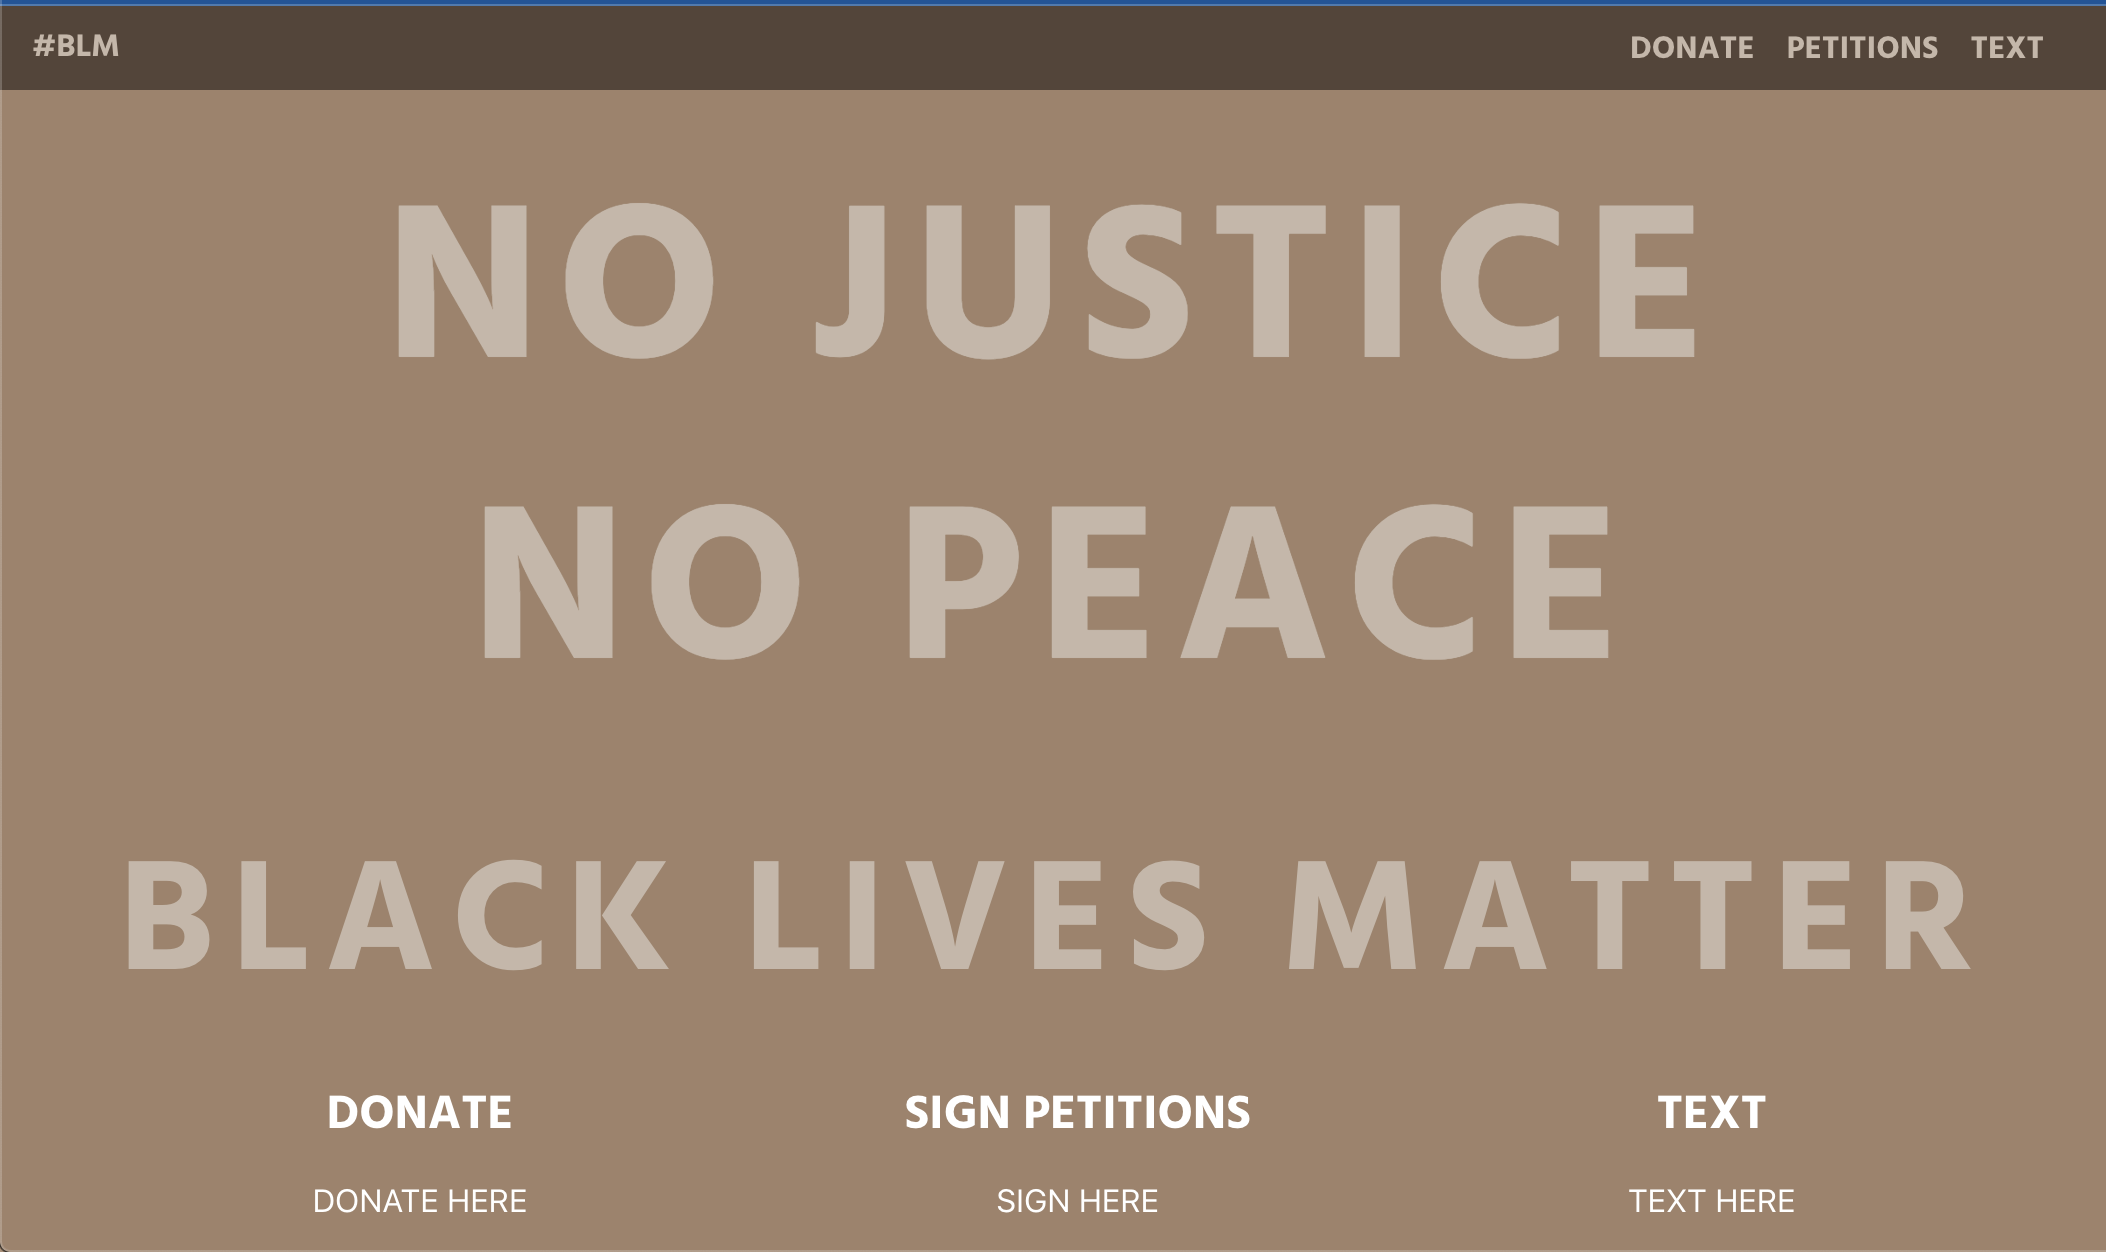 #BLM DONATE PETITIONS TEXT
NO JUSTICE
NO PEACE
BLACK LIVES MATTER
DONATE SIGN PETITIONS TEXT
DONATE HERE SIGN HERE TEXT HERE